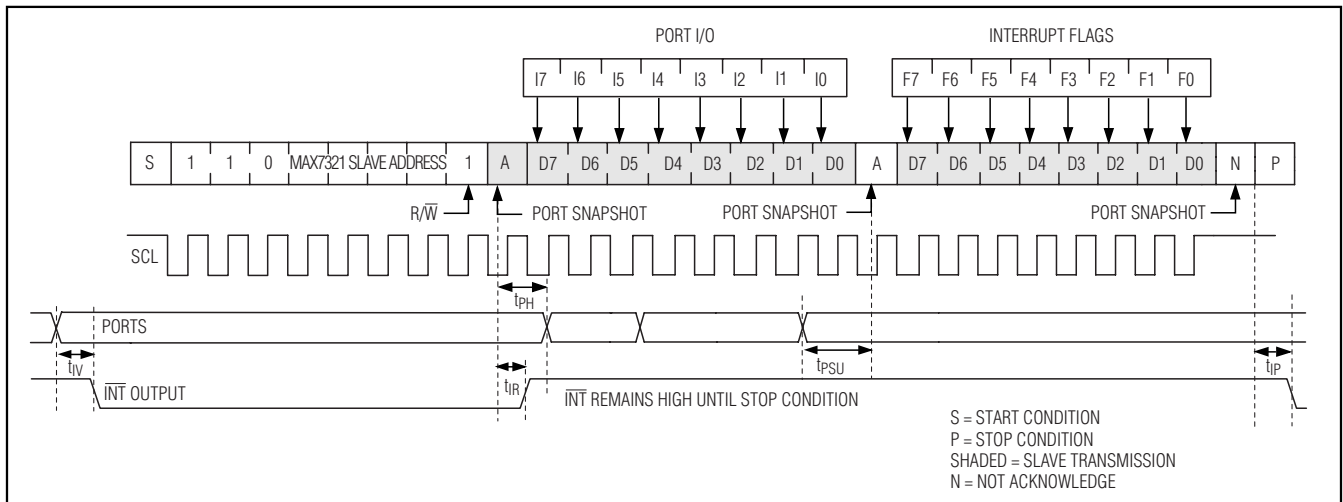 PORT I/O INTERRUPT FLAGS
I7 I6 I5 I4 I3 I2 I1 I0 F7 F6 F5 F4 F3 F2 F1 F0
S 1 1 0 MAX7321 SLAVE ADDRESS 1 A D7 D6 D5 D4 D3 D2 D1 D0 A D7 D6 D5 D4 D3 D2 D1 D0 N P
R/W̅ PORT SNAPSHOT PORT SNAPSHOT PORT SNAPSHOT
SCL
tPH
PORTS
tIV tIR tPSU tIP
I̅N̅T̅ OUTPUT I̅N̅T̅ REMAINS HIGH UNTIL STOP CONDITION
S = START CONDITION
P = STOP CONDITION
SHADED = SLAVE TRANSMISSION
N = NOT ACKNOWLEDGE